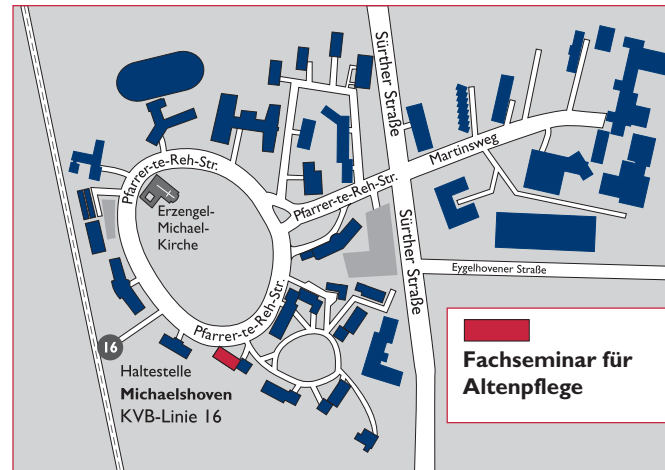 Sürther Straße
Martinsweg
Pfarrer-te-Reh-Str.
Pfarrer-te-Reh-Str.
Erzengel-
Michael-
Kirche
Sürther Straße
Eygelhovener Straße
Pfarrer-te-Reh-Str.
16
Haltestelle
Michaelshoven
KVB-Linie 16
Fachseminar für
Altenpflege